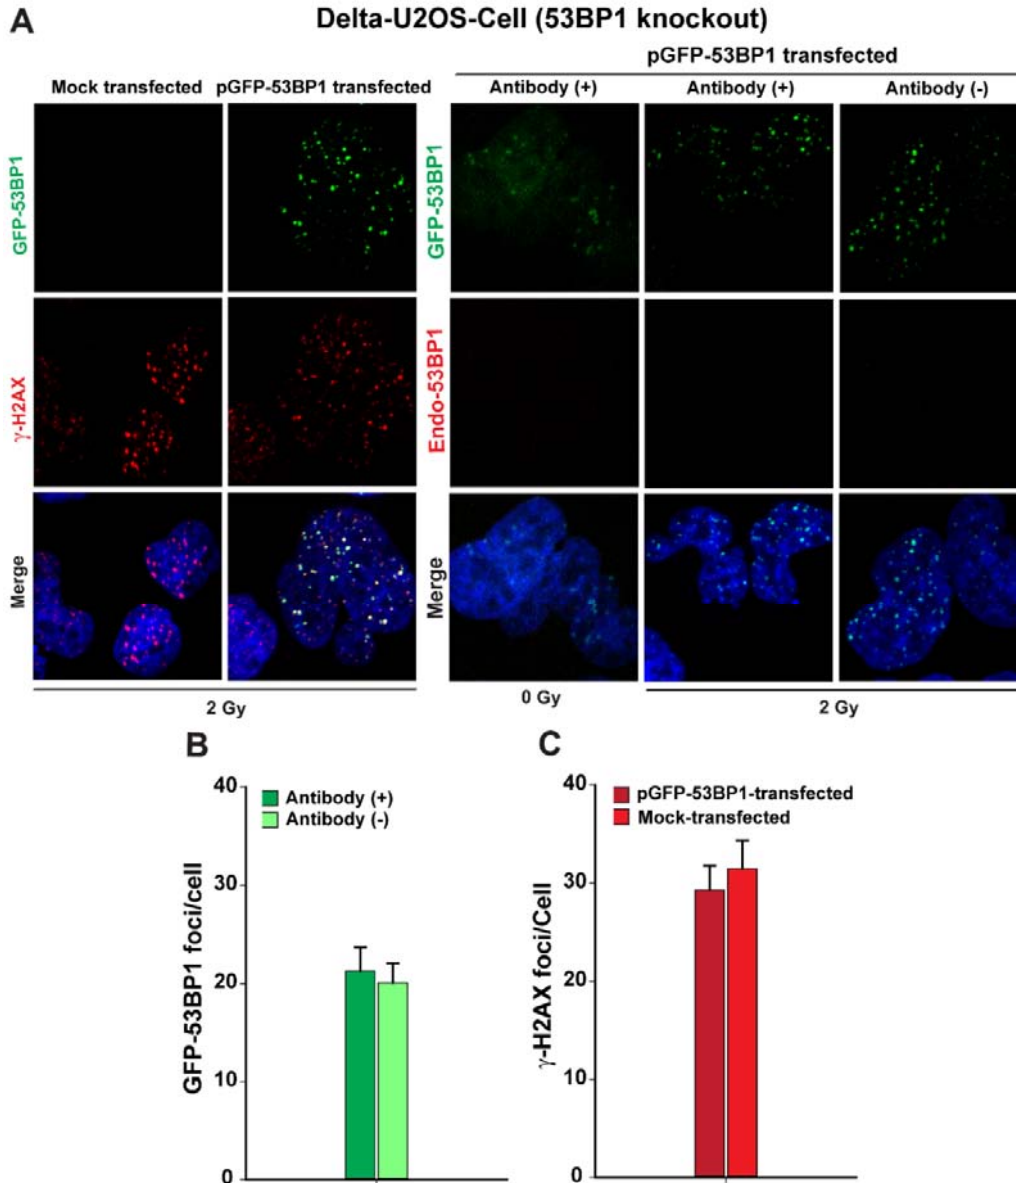 A
Delta-U2OS-Cell (53BP1 knockout)
pGFP-53BP1 transfected
Mock transfected
pGFP-53BP1 transfected
Antibody (+)
Antibody (+)
Antibody (-)
GFP-53BP1
GFP-53BP1
γ-H2AX
Endo-53BP1
Merge
Merge
2 Gy
0 Gy
2 Gy
B
40
30
20
10
0
GFP-53BP1 foci/cell
Antibody (+)
Antibody (-)
C
40
30
20
10
0
γ-H2AX foci/Cell
pGFP-53BP1-transfected
Mock-transfected